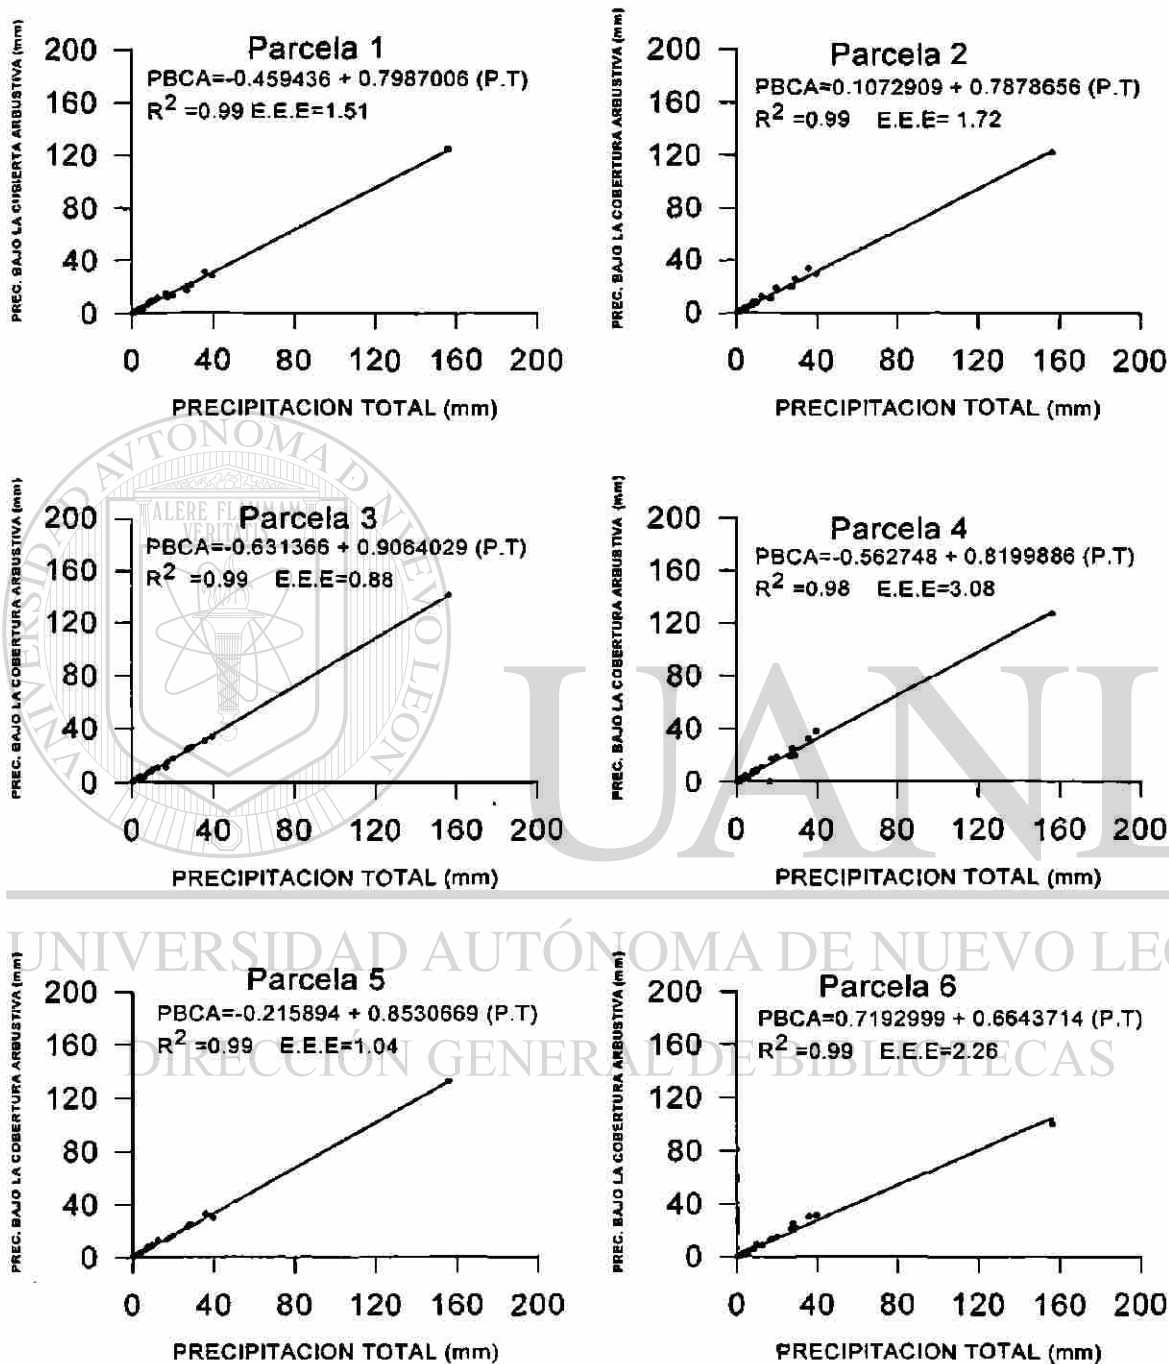 Parcela 1
PBCA=-0.459436 + 0.7987006 (P.T)
R2 =0.99 E.E.E=1.51
PREC. BAJO LA CUBIERTA ARBUSTIVA (mm)
200
160
120
80
40
0
0 40 80 120 160 200
PRECIPITACION TOTAL (mm)
Parcela 2
PBCA=0.1072909 + 0.7878656 (P.T)
R2 =0.99 E.E.E= 1.72
PREC. BAJO LA COBERTURA ARBUSTIVA (mm)
200
160
120
80
40
0
0 40 80 120 160 200
PRECIPITACION TOTAL (mm)
Parcela 3
PBCA=-0.631366 + 0.9064029 (P.T)
R2 =0.99 E.E.E=0.88
PREC. BAJO LA COBERTURA ARBUSTIVA (mm)
200
160
120
80
40
0
0 40 80 120 160 200
PRECIPITACION TOTAL (mm)
Parcela 4
PBCA=-0.562748 + 0.8199886 (P.T)
R2 =0.98 E.E.E=3.08
PREC. BAJO LA COBERTURA ARBUSTIVA (mm)
200
160
120
80
40
0
0 40 80 120 160 200
PRECIPITACION TOTAL (mm)
UNIVERSIDAD AVTONOMA DE NVEVO LEON
ALERE FLAMMAM
VERITATIS
UANL
UNIVERSIDAD AUTÓNOMA DE NUEVO LEÓ
DIRECCIÓN GENERAL DE BIBLIOTECAS
Parcela 5
PBCA=-0.215894 + 0.8530669 (P.T)
R2 =0.99 E.E.E=1.04
PREC. BAJO LA COBERTURA ARBUSTIVA (mm)
200
160
120
80
40
0
0 40 80 120 160 200
PRECIPITACION TOTAL (mm)
Parcela 6
PBCA=0.7192999 + 0.6643714 (P.T)
R2 =0.99 E.E.E=2.26
PREC. BAJO LA COBERTURA ARBUSTIVA (mm)
200
160
120
80
40
0
0 40 80 120 160 200
PRECIPITACION TOTAL (mm)